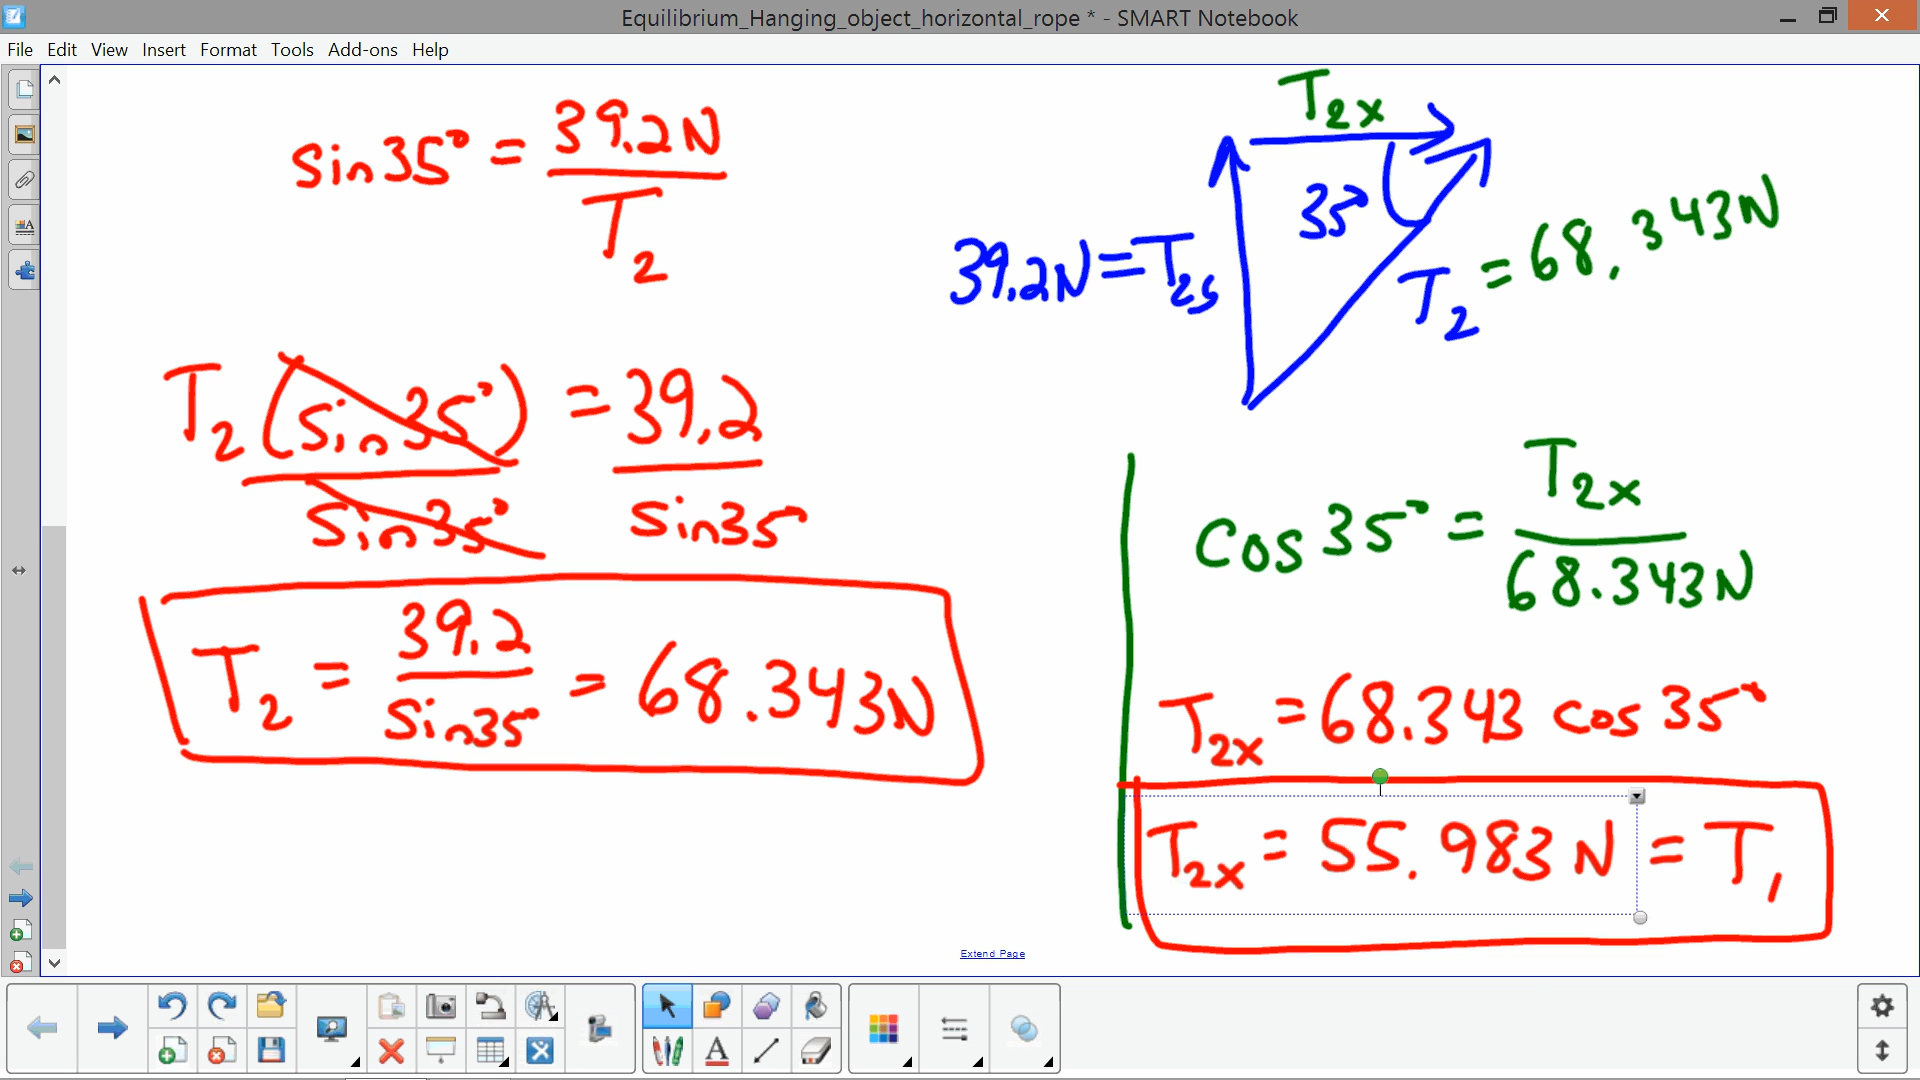 Equilibrium_Hanging_object_horizontal_rope * - SMART Notebook
File Edit View Insert Format Tools Add-ons Help
sin35° = 39.2N / T2
T2 (sin35°) / sin35° = 39.2 / sin35°
T2 = 39.2 / sin35° = 68.343N
T2x
35°
39.2N = T2y
T2 = 68.343N
cos35° = T2x / 68.343N
T2x = 68.343 cos35°
T2x = 55.983N = T1
Extend Page